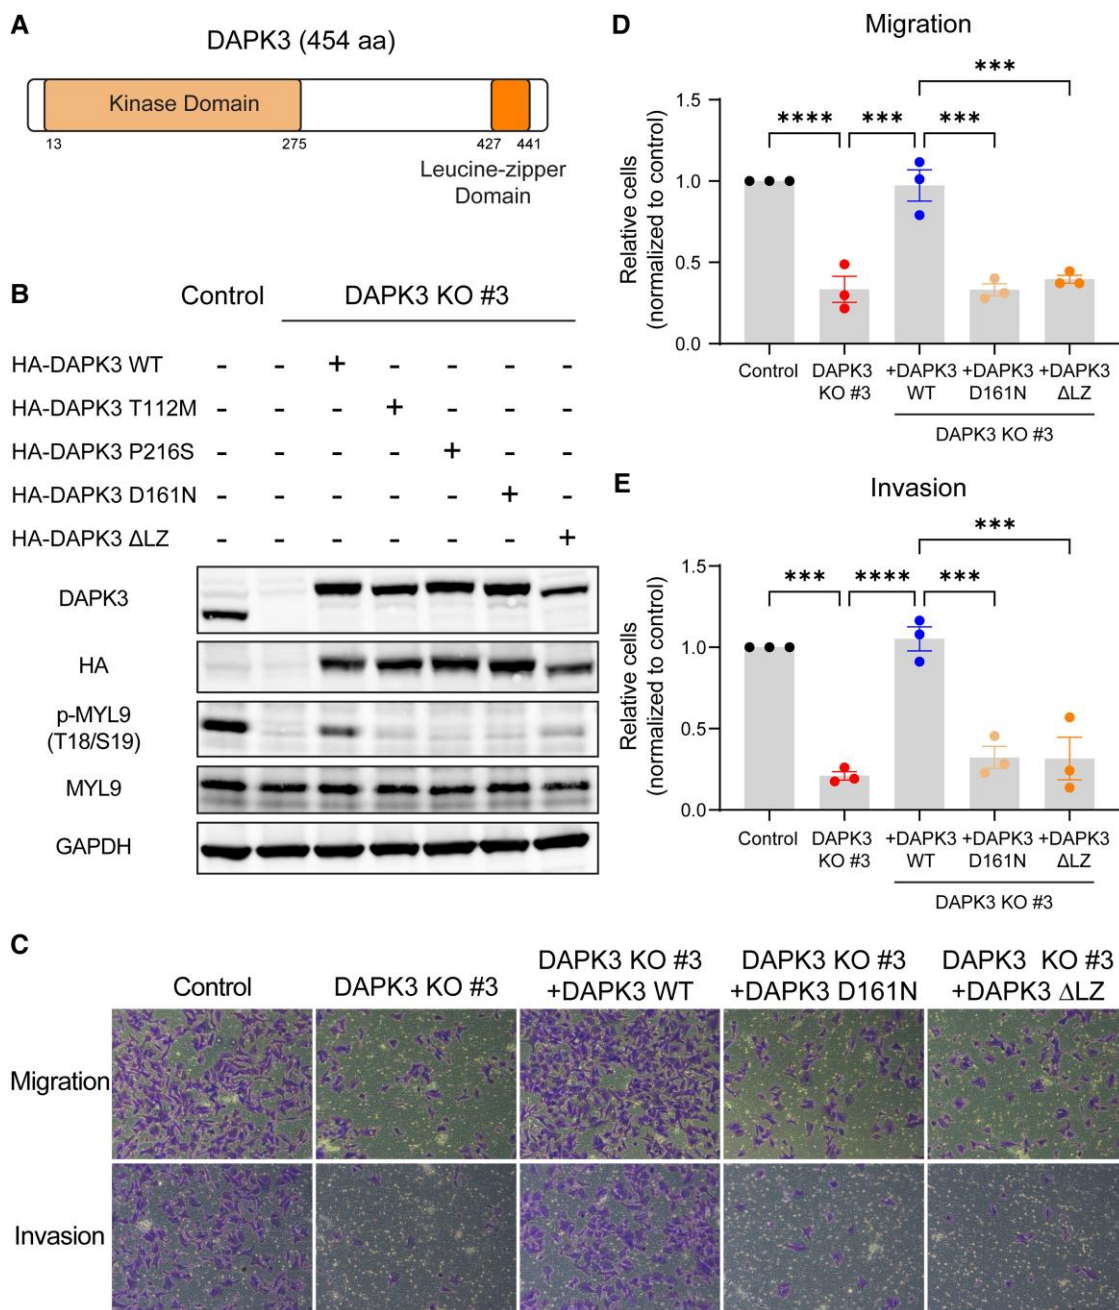 A
DAPK3 (454 aa)
Kinase Domain
13 275 427 441
Leucine-zipper
Domain
B
Control DAPK3 KO #3
HA-DAPK3 WT - - + - - - -
HA-DAPK3 T112M - - - + - - -
HA-DAPK3 P216S - - - - + - -
HA-DAPK3 D161N - - - - - + -
HA-DAPK3 ΔLZ - - - - - - +
DAPK3
HA
p-MYL9
(T18/S19)
MYL9
GAPDH
C
Control
DAPK3 KO #3
DAPK3 KO #3
+DAPK3 WT
DAPK3 KO #3
+DAPK3 D161N
DAPK3 KO #3
+DAPK3 ΔLZ
Migration
Invasion
D
Migration
***
**** *** ***
Relative cells
(normalized to control)
1.5
1.0
0.5
0.0
Control
DAPK3
KO #3
+DAPK3
WT
+DAPK3
D161N
+DAPK3
ΔLZ
DAPK3 KO #3
E
Invasion
***
*** **** ***
Relative cells
(normalized to control)
1.5
1.0
0.5
0.0
Control
DAPK3
KO #3
+DAPK3
WT
+DAPK3
D161N
+DAPK3
ΔLZ
DAPK3 KO #3